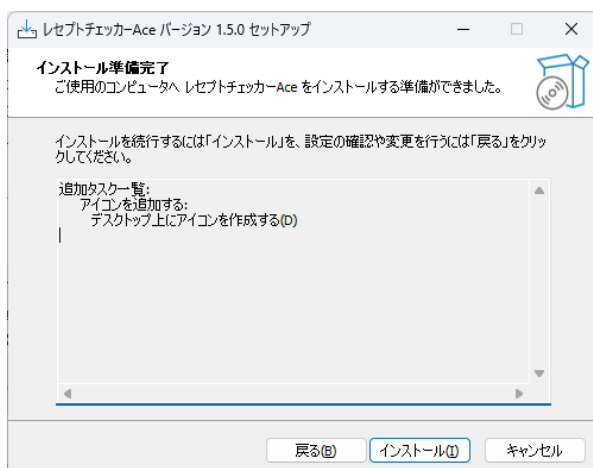 レセプトチェッカーAce バージョン 1.5.0 セットアップ
インストール準備完了
ご使用のコンピュータへ レセプトチェッカーAce をインストールする準備ができました。
インストールを続行するには「インストール」を、設定の確認や変更を行うには「戻る」をクリッ
クしてください。
追加タスク一覧:
アイコンを追加する:
デスクトップ上にアイコンを作成する(D)
戻る(B)
インストール(I)
キャンセル